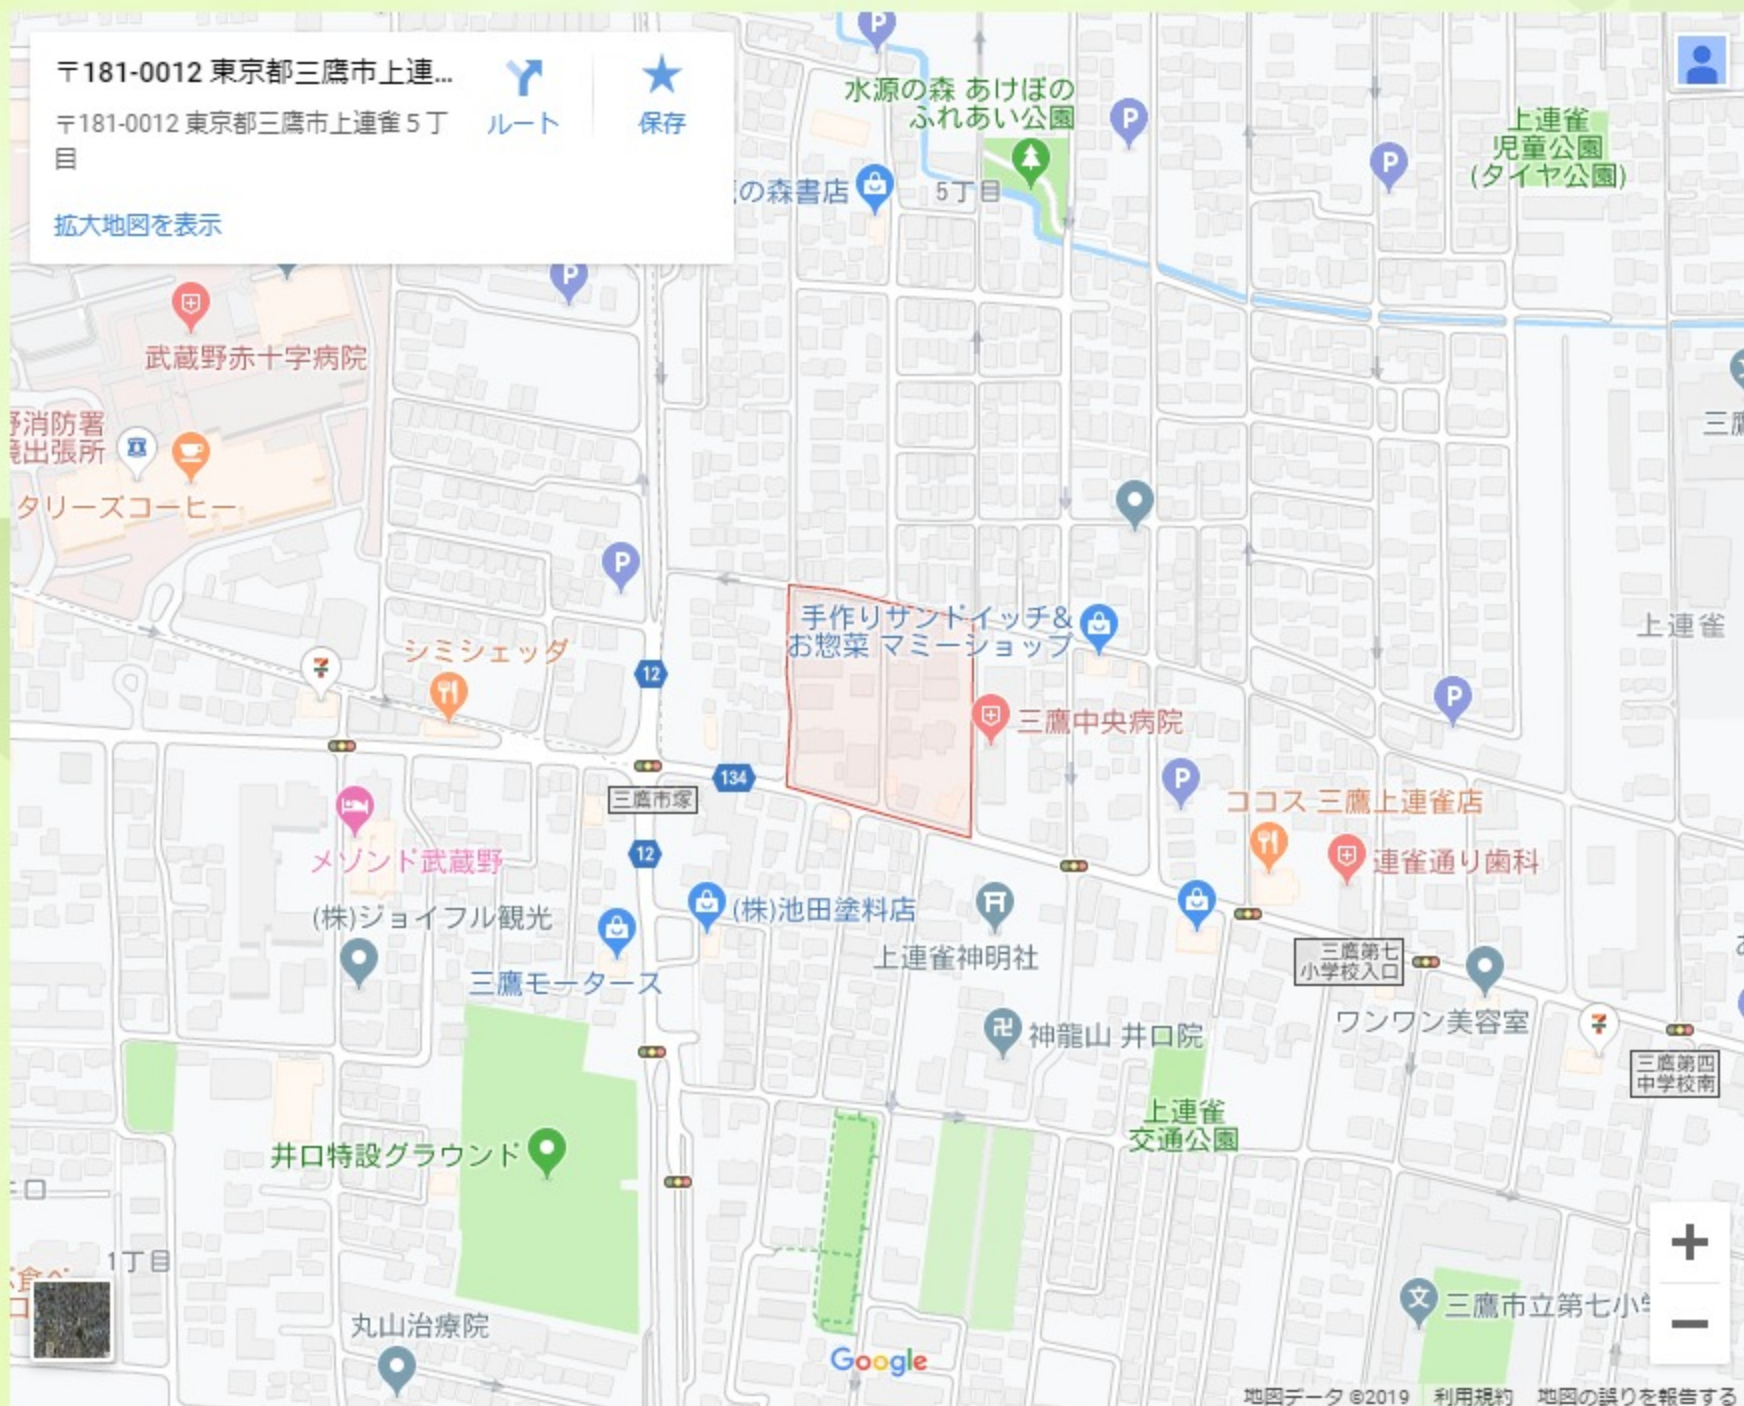 〒181-0012 東京都三鷹市上連...
〒181-0012 東京都三鷹市上連雀５丁
目
ルート
保存
拡大地図を表示
P
水源の森 あけぼの
ふれあい公園
P
上連雀
児童公園
(タイヤ公園)
P
の森書店
5丁目
P
武蔵野赤十字病院
消防署
出張所
タリーズコーヒー
P
手作りサンドイッチ&
お惣菜 マミーショップ
上連雀
シミシェッダ
12
P
三鷹中央病院
134
P
三鷹市塚
ココス 三鷹上連雀店
12
連雀通り歯科
メゾンド武蔵野
(株)ジョイフル観光
(株)池田塗料店
上連雀神明社
三鷹第七
小学校入口
三鷹モータース
ワンワン美容室
神龍山 井口院
三鷹第四
中学校南
上連雀
交通公園
井口特設グラウンド
口
1丁目
食べ
口
三鷹市立第七小
文
丸山治療院
Google
地図データ ©2019 利用規約 地図の誤りを報告する